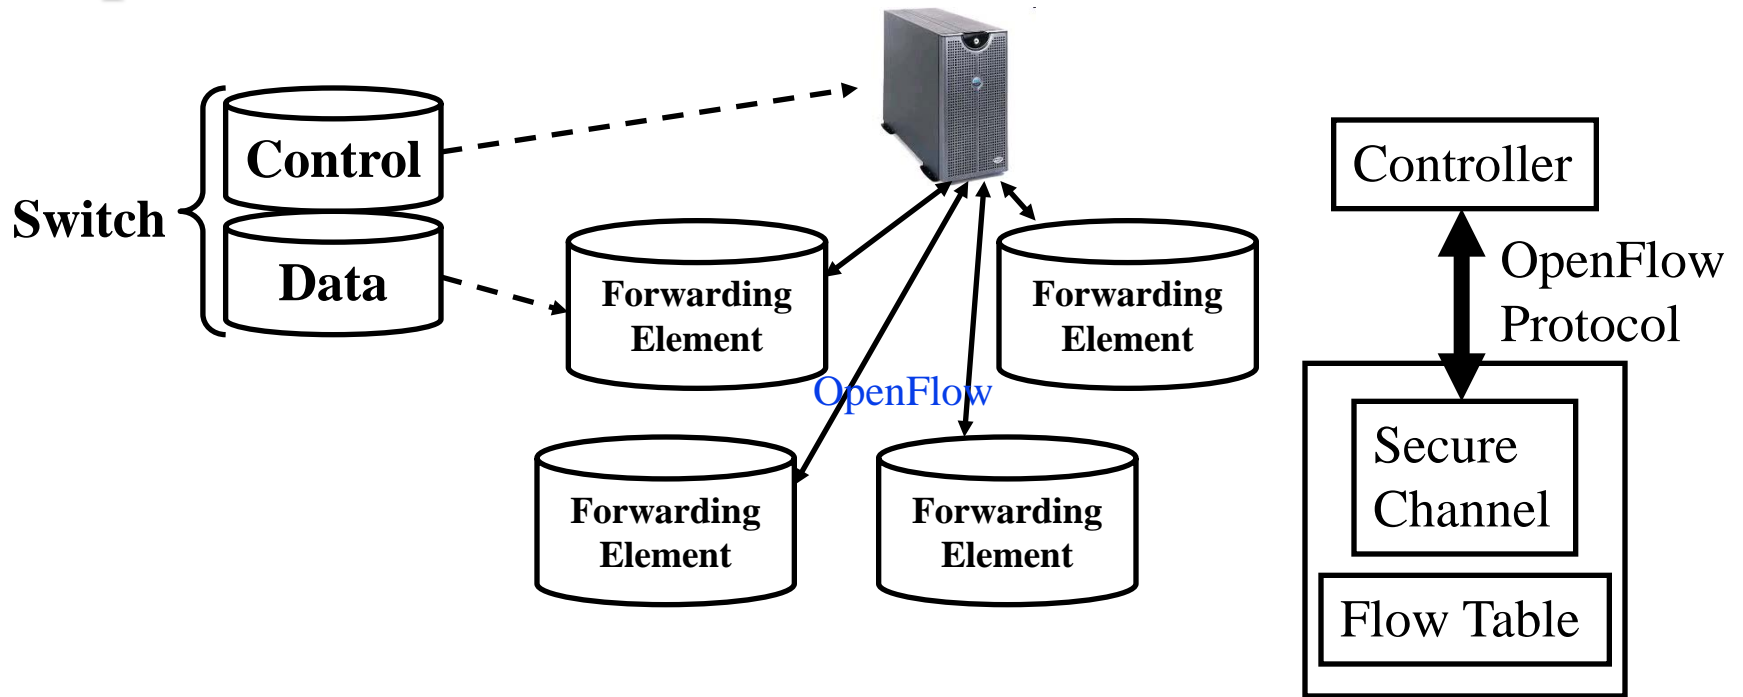 Switch
Control
Data
Forwarding
Element
Forwarding
Element
OpenFlow
Forwarding
Element
Forwarding
Element
Controller
OpenFlow
Protocol
Secure
Channel
Flow Table